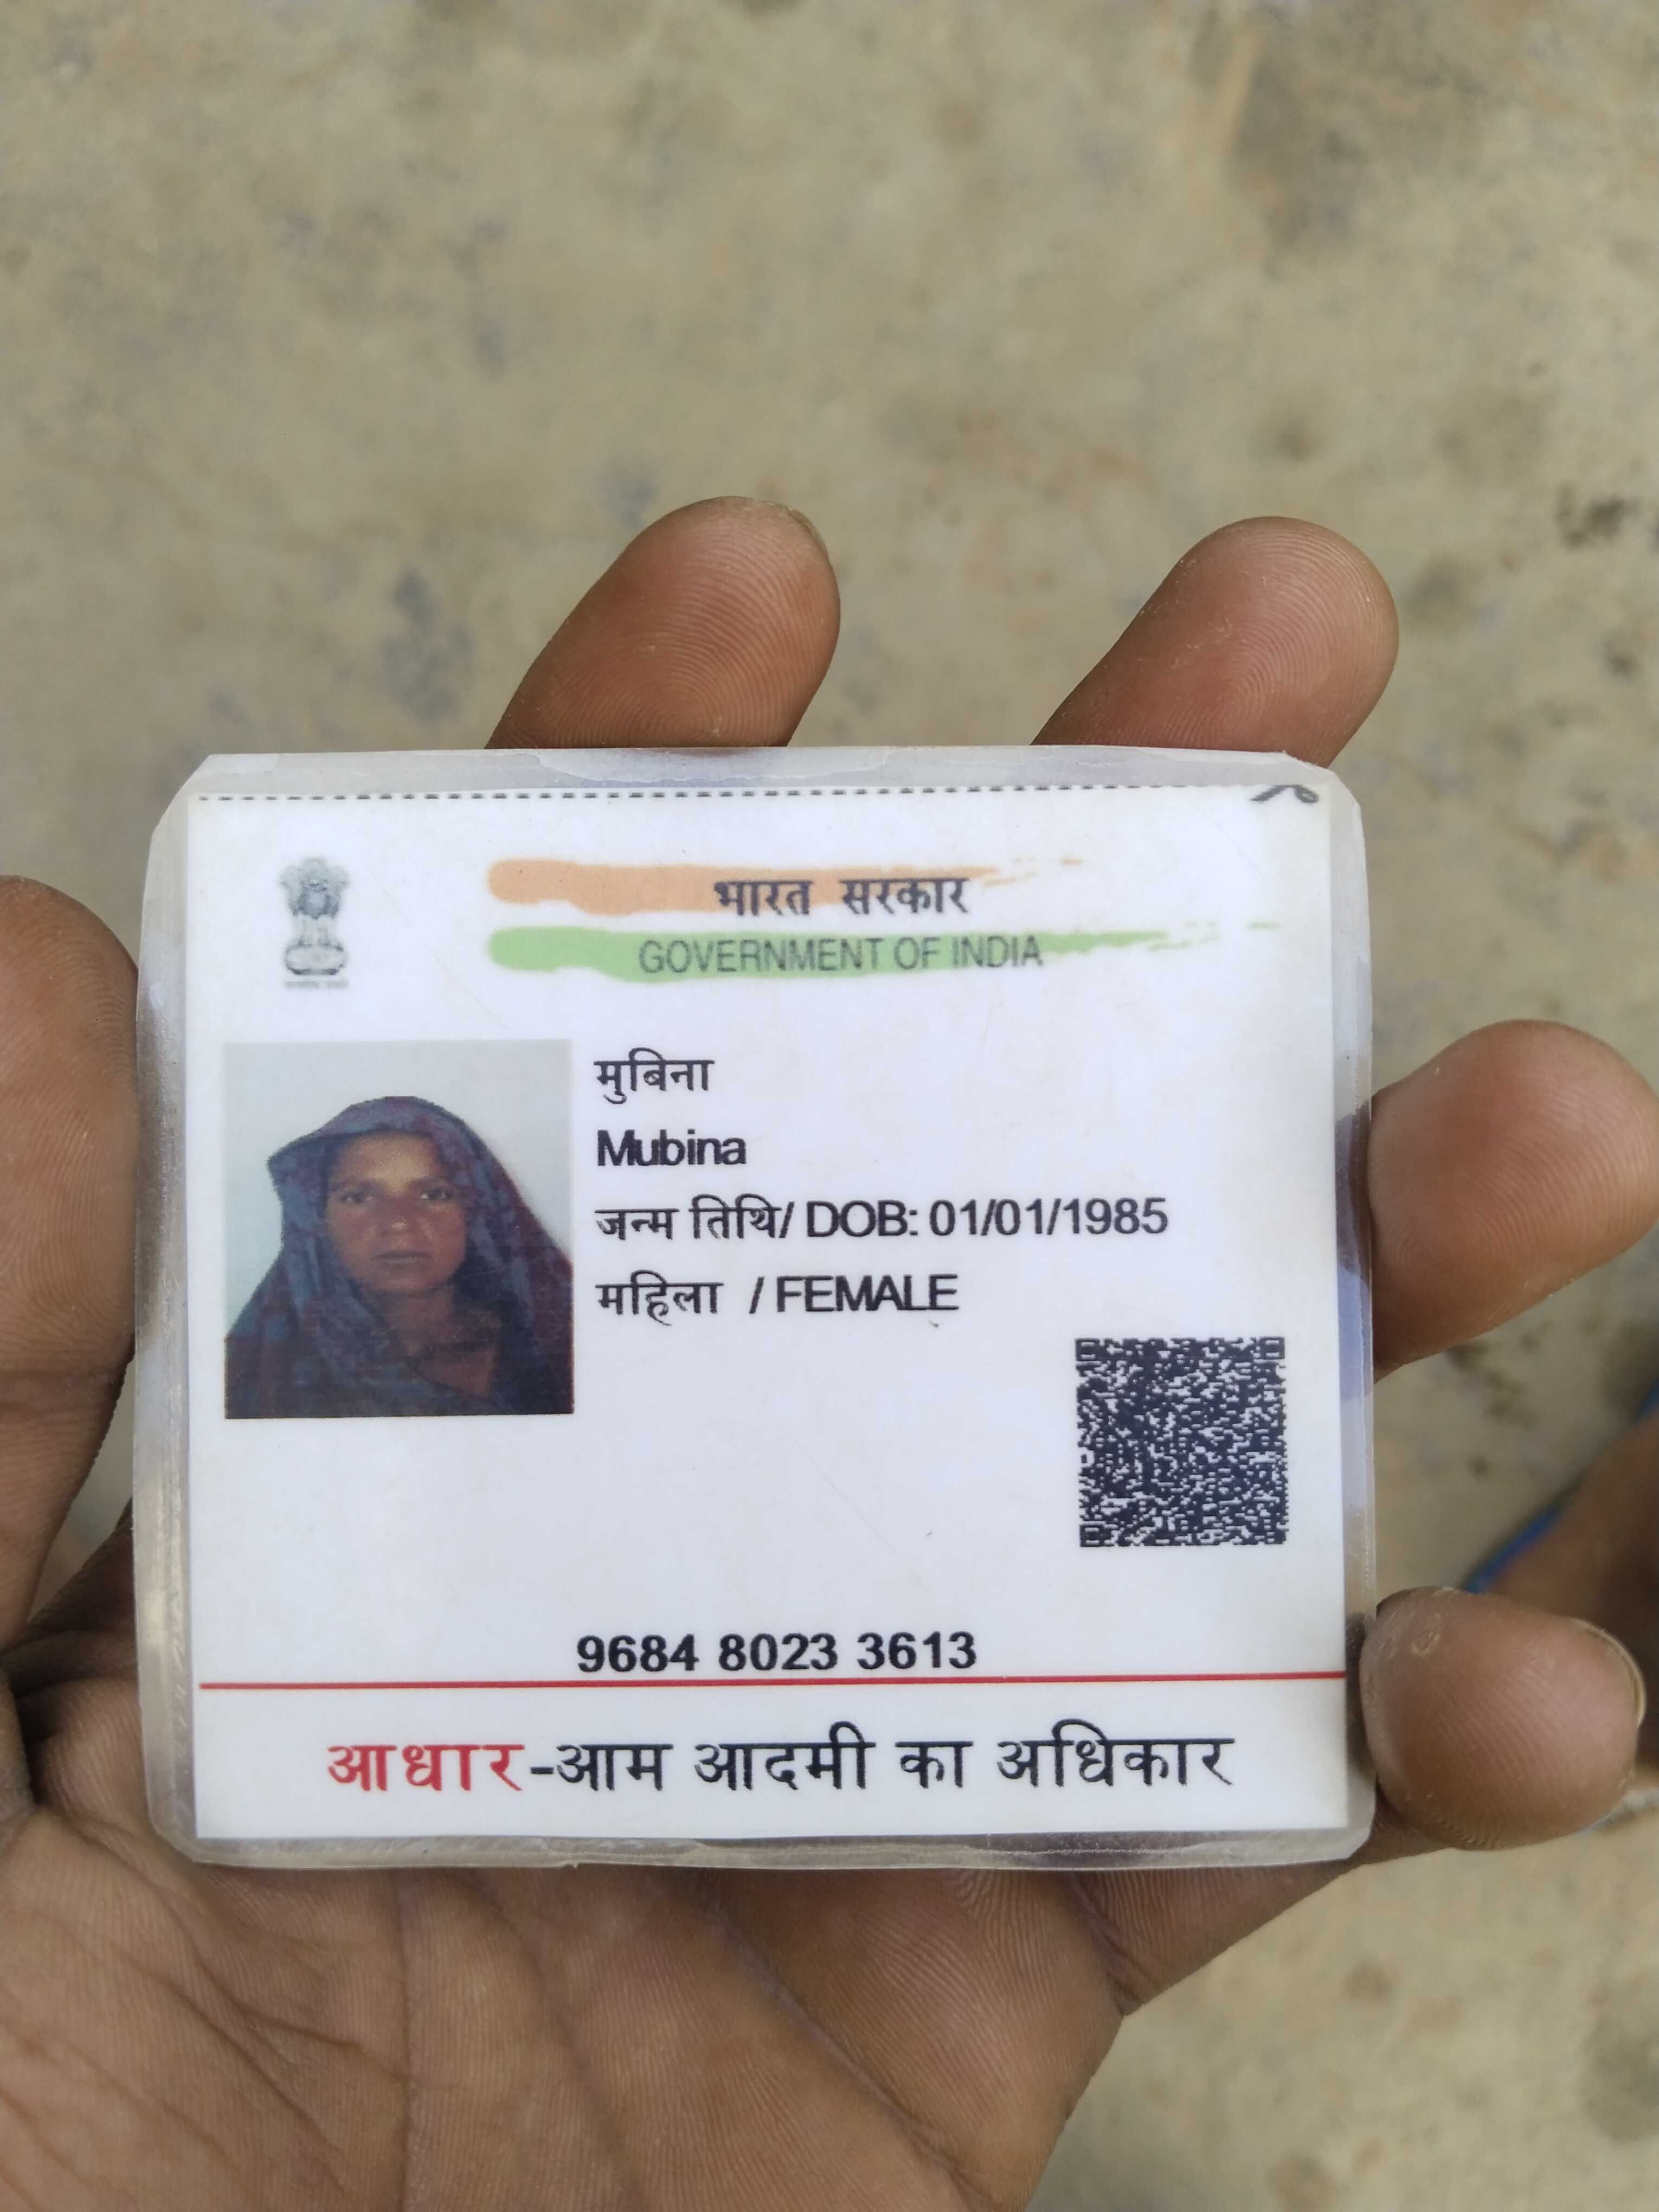 भारत सरकार
GOVERNMENT OF INDIA
मुबिना
Mubina
जन्म तिथि/ DOB: 01/01/1985
महिला / FEMALE
9684 8023 3613
आधार-आम आदमी का अधिकार